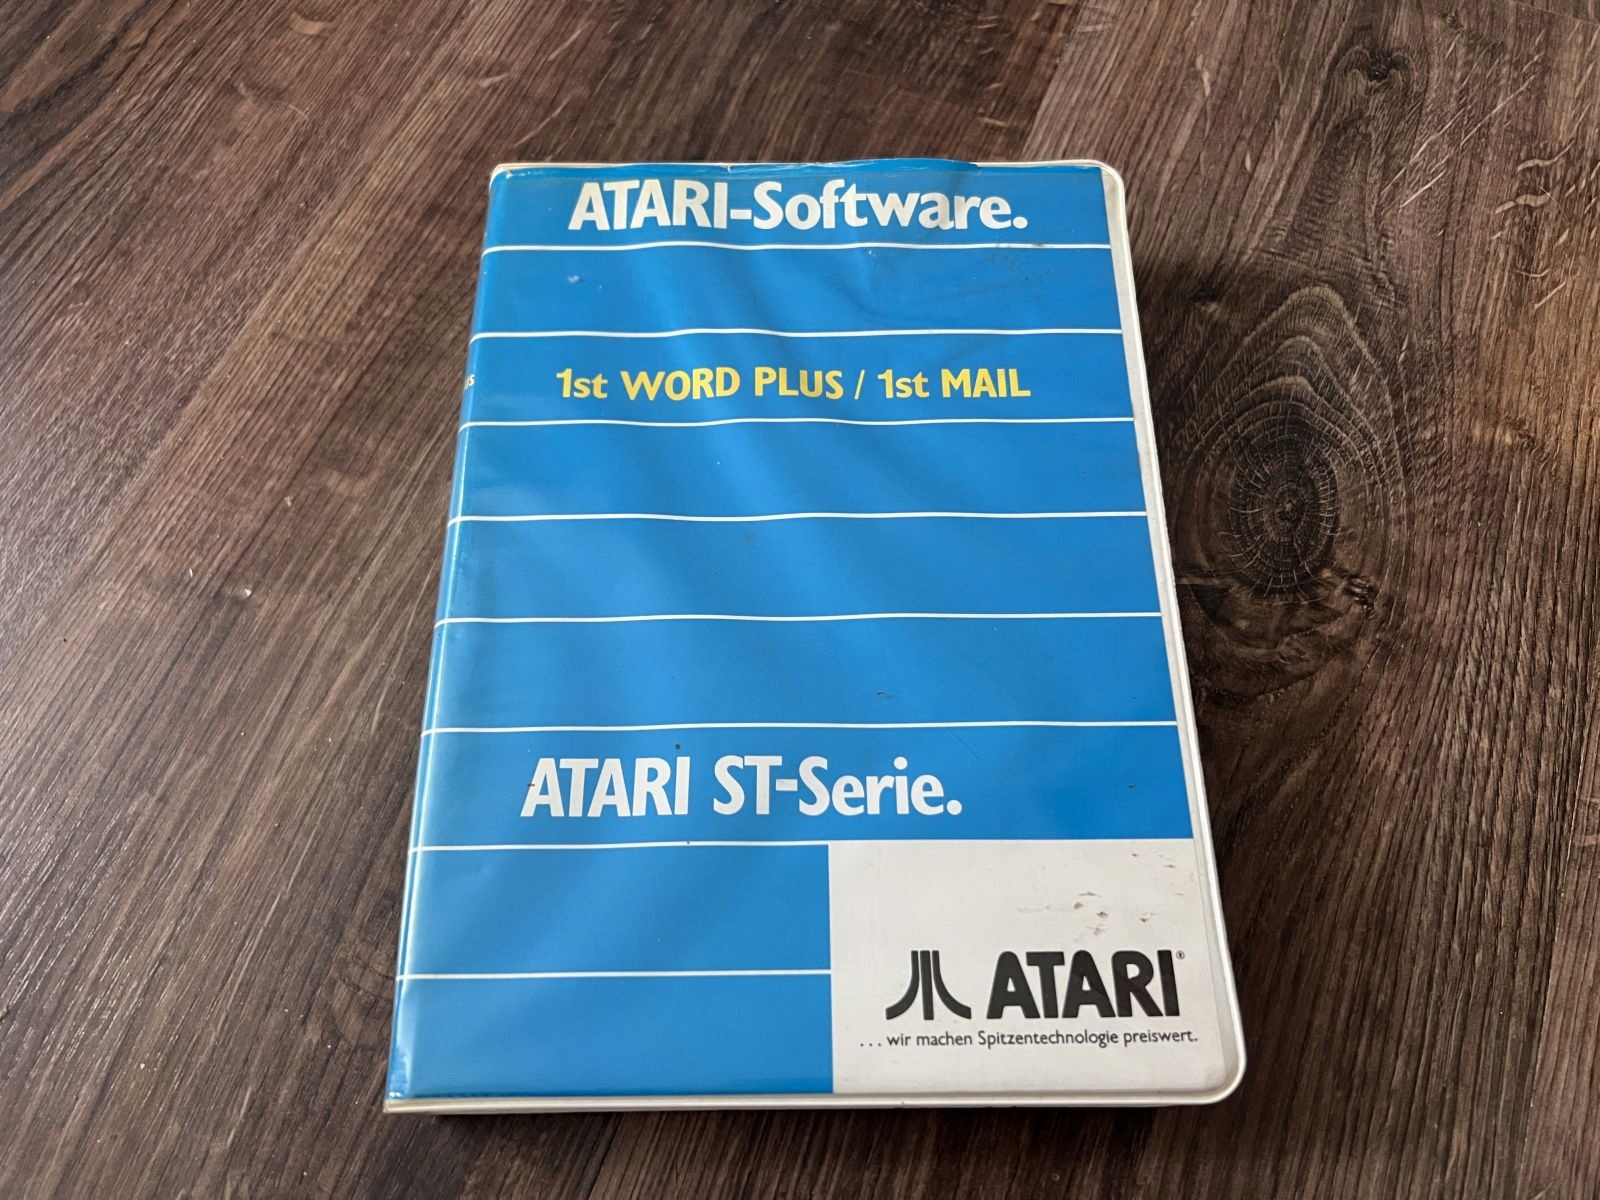 ATARI-Software.
1st WORD PLUS / 1st MAIL
ATARI ST-Serie.
ATARI®
... wir machen Spitzentechnologie preiswert.